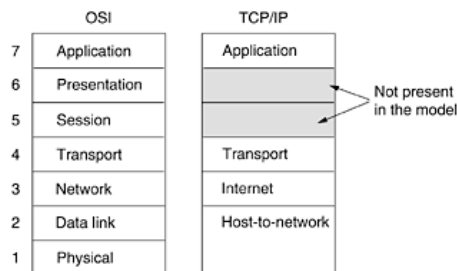 OSI TCP/IP
7 Application Application
6 Presentation
Not present
in the model
5 Session
4 Transport Transport
3 Network Internet
2 Data link Host-to-network
1 Physical